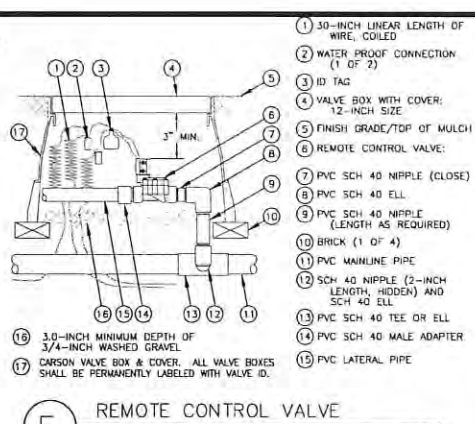 1 30-INCH LINEAR LENGTH OF
WIRE, COILED
2 WATER PROOF CONNECTION
(1 OF 2)
3 ID TAG
4 VALVE BOX WITH COVER:
12-INCH SIZE
5 FINISH GRADE/TOP OF MULCH
6 REMOTE CONTROL VALVE:
7 PVC SCH 40 NIPPLE (CLOSE)
8 PVC SCH 40 ELL
9 PVC SCH 40 NIPPLE
(LENGTH AS REQUIRED)
10 BRICK (1 OF 4)
11 PVC MAINLINE PIPE
12 SCH 40 NIPPLE (2-INCH
LENGTH, HIDDEN) AND
SCH 40 ELL
13 PVC SCH 40 TEE OR ELL
14 PVC SCH 40 MALE ADAPTER
15 PVC LATERAL PIPE
1 2 3 4 5
17
3" MIN.
6
7
8
9
10
16 15 14 13 12 11
16 3.0-INCH MINIMUM DEPTH OF
3/4-INCH WASHED GRAVEL
17 CARSON VALVE BOX & COVER. ALL VALVE BOXES
SHALL BE PERMANENTLY LABELED WITH VALVE ID.
REMOTE CONTROL VALVE